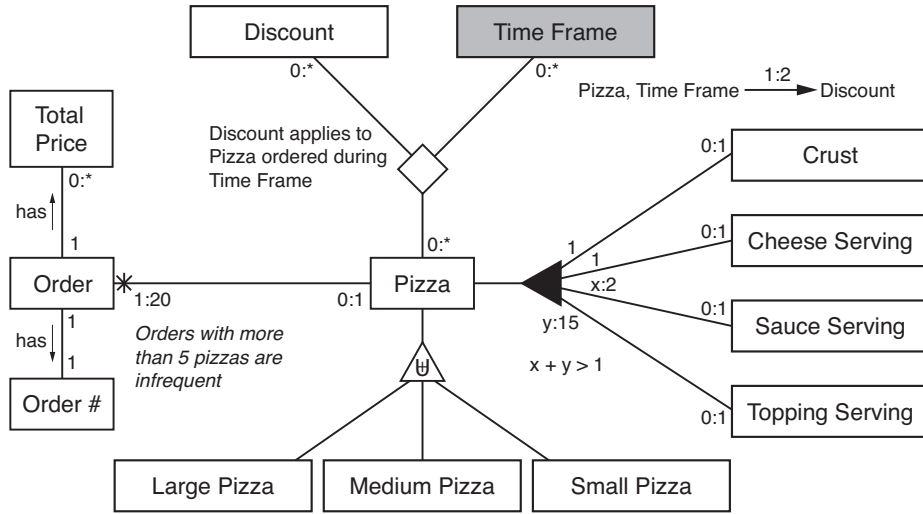 Discount
Time Frame
0:*
0:*
Pizza, Time Frame
1:2
Discount
Total
Price
Discount applies to
Pizza ordered during
Time Frame
0:1
Crust
0:*
has
1
0:*
1
1
0:1
Cheese Serving
Order
1:20
0:1
Pizza
x:2
0:1
Sauce Serving
1
has
1
Orders with more
than 5 pizzas are
infrequent
y:15
x + y > 1
⊎
Order #
0:1
Topping Serving
Large Pizza
Medium Pizza
Small Pizza